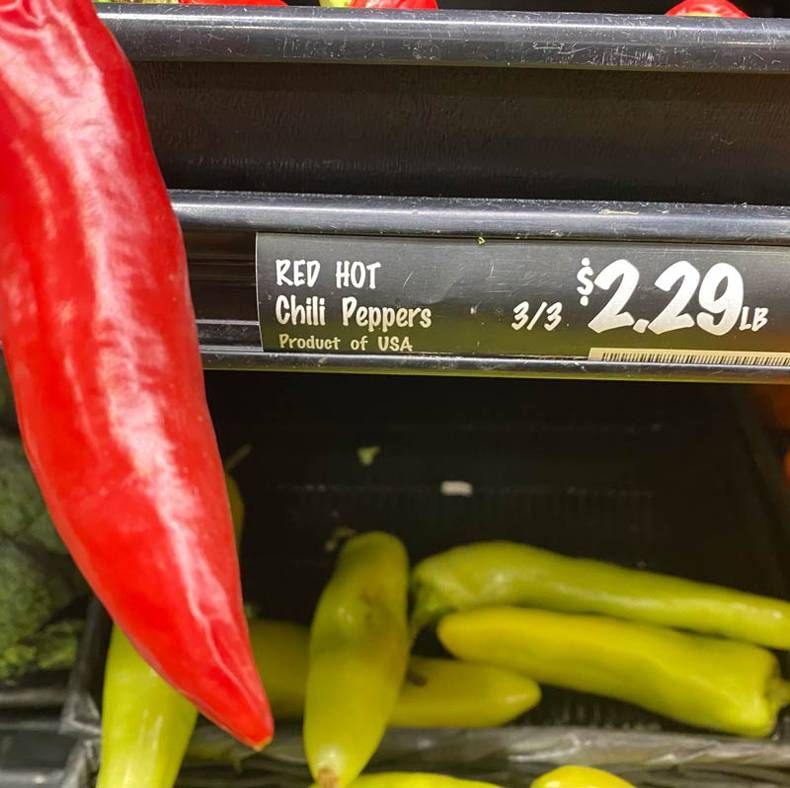 RED HOT
Chili Peppers 3/3 $2.29LB
Product of USA